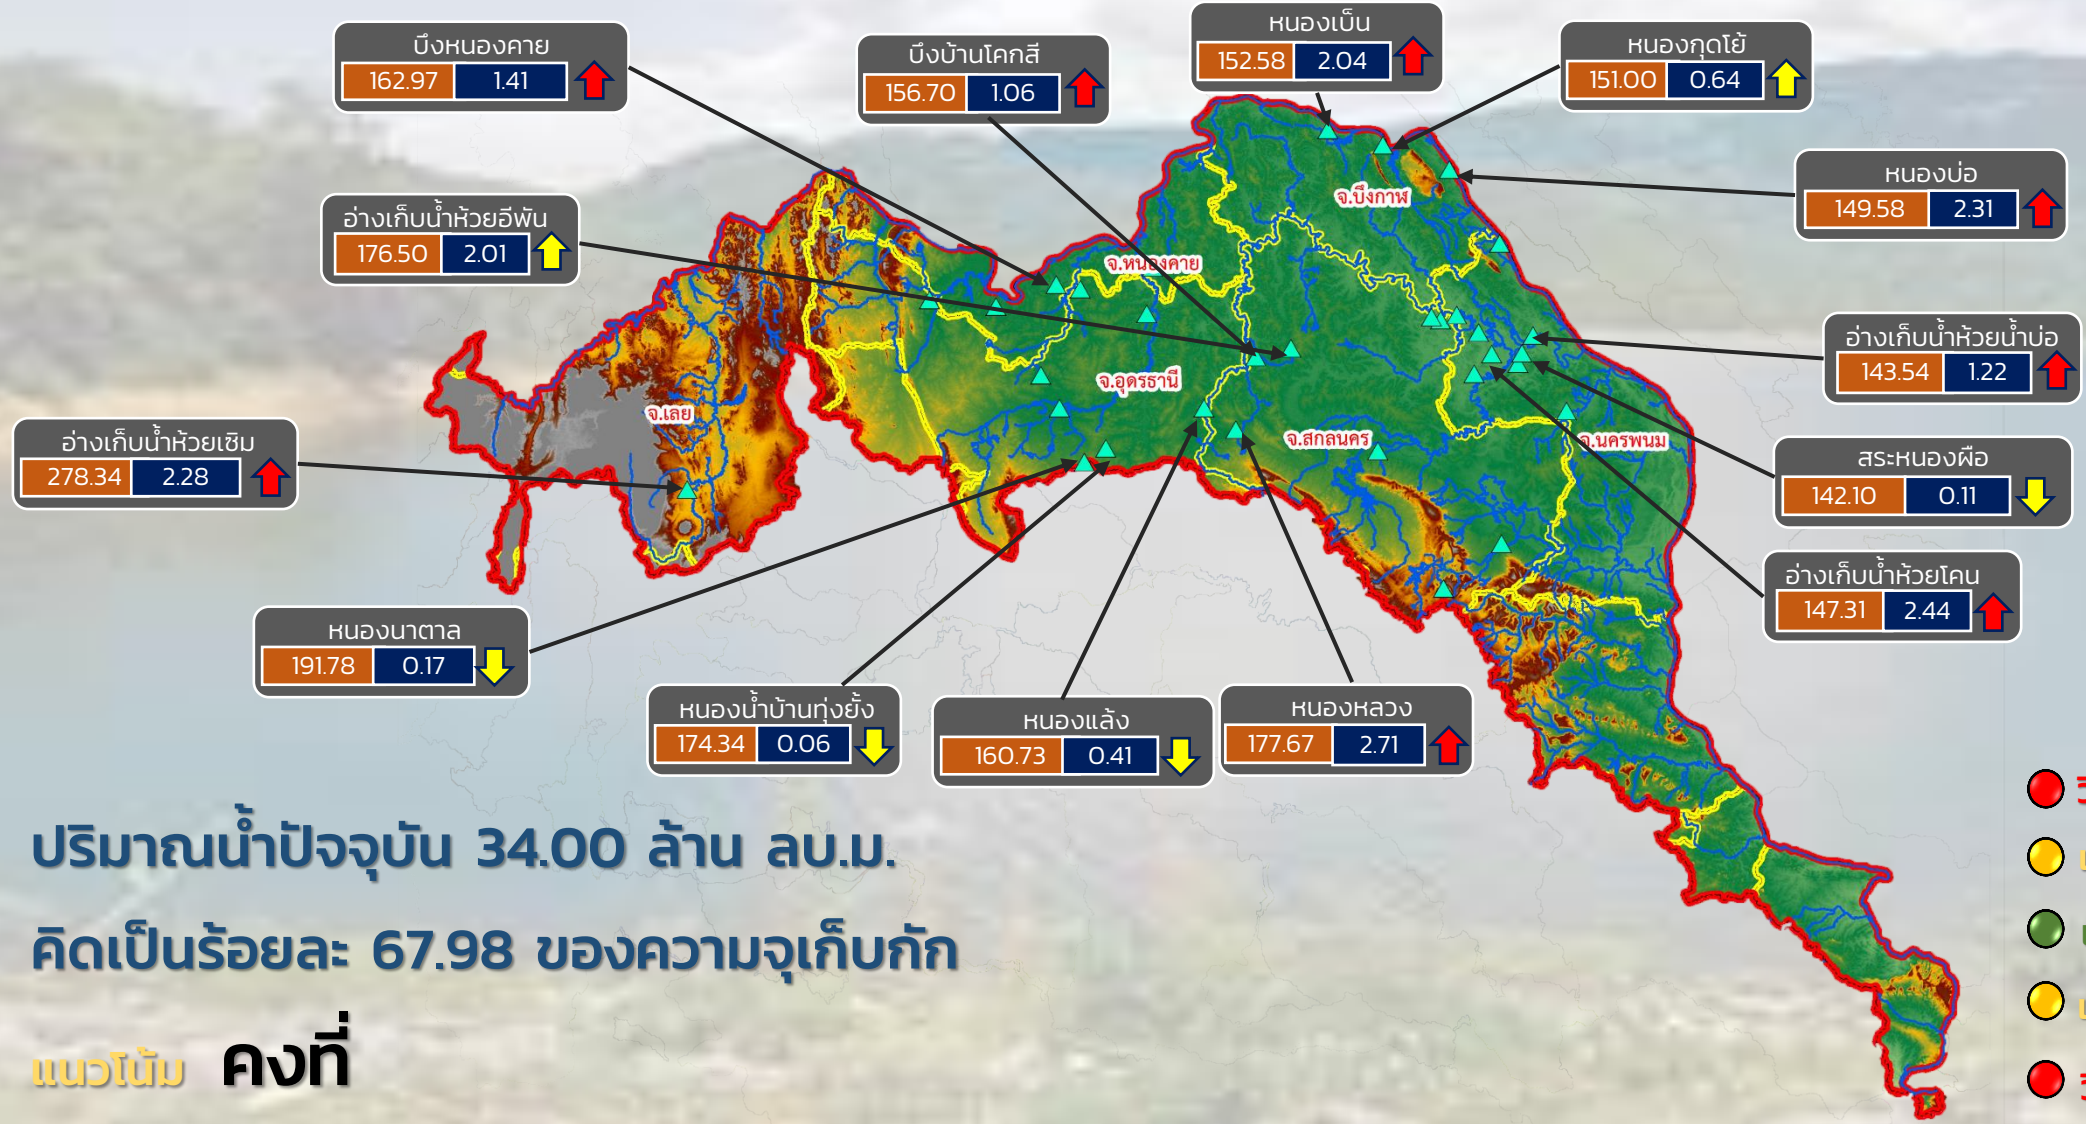 หนองเบ็น
152.58 2.04
บึงหนองคาย
162.97 1.41
บึงบ้านโคกสี
156.70 1.06
หนองกุดโย้
151.00 0.64
หนองบ่อ
149.58 2.31
อ่างเก็บน้ำห้วยอีพัน
176.50 2.01
จ.บึงกาฬ
จ.หนองคาย
อ่างเก็บน้ำห้วยน้ำบ่อ
143.54 1.22
จ.อุดรธานี
จ.เลย
จ.สกลนคร
จ.นครพนม
อ่างเก็บน้ำห้วยเซิม
278.34 2.28
สระหนองผือ
142.10 0.11
อ่างเก็บน้ำห้วยโคน
147.31 2.44
หนองนาตาล
191.78 0.17
หนองน้ำบ้านทุ่งยั้ง
174.34 0.06
หนองแล้ง
160.73 0.41
หนองหลวง
177.67 2.71
ปริมาณน้ำปัจจุบัน 34.00 ล้าน ลบ.ม.
คิดเป็นร้อยละ 67.98 ของความจุเก็บกัก
แนวโน้ม คงที่